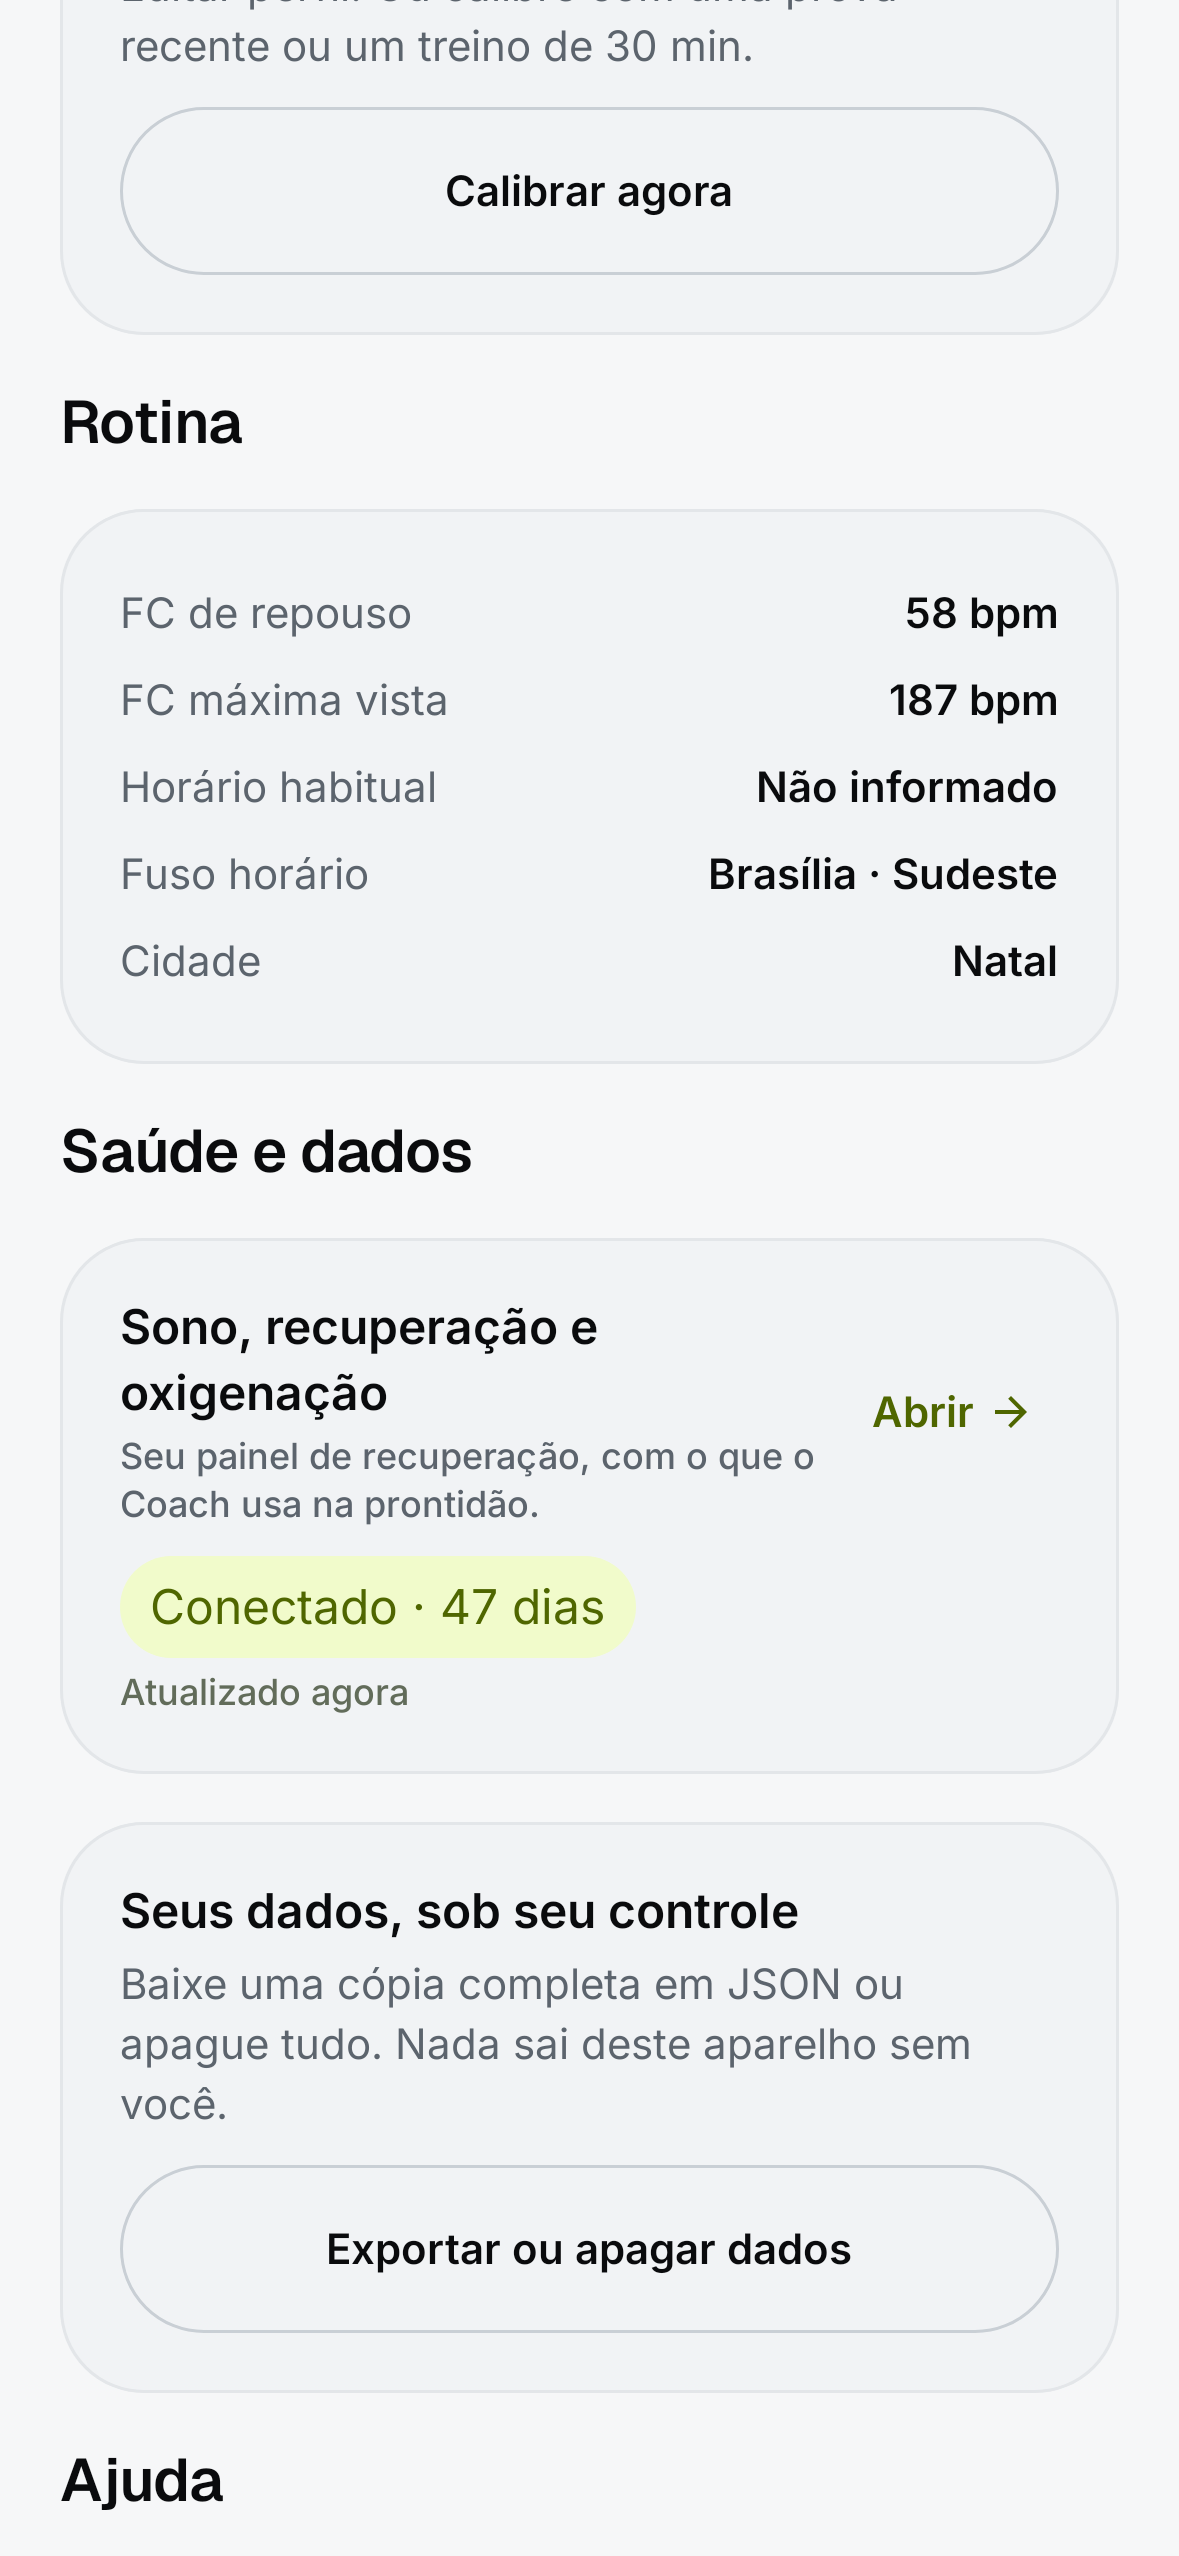 recente ou um treino de 30 min.
Calibrar agora
Rotina
FC de repouso 58 bpm
FC máxima vista 187 bpm
Horário habitual Não informado
Fuso horário Brasília · Sudeste
Cidade Natal
Saúde e dados
Sono, recuperação e
oxigenação
Abrir →
Seu painel de recuperação, com o que o
Coach usa na prontidão.
Conectado · 47 dias
Atualizado agora
Seus dados, sob seu controle
Baixe uma cópia completa em JSON ou
apague tudo. Nada sai deste aparelho sem
você.
Exportar ou apagar dados
Ajuda